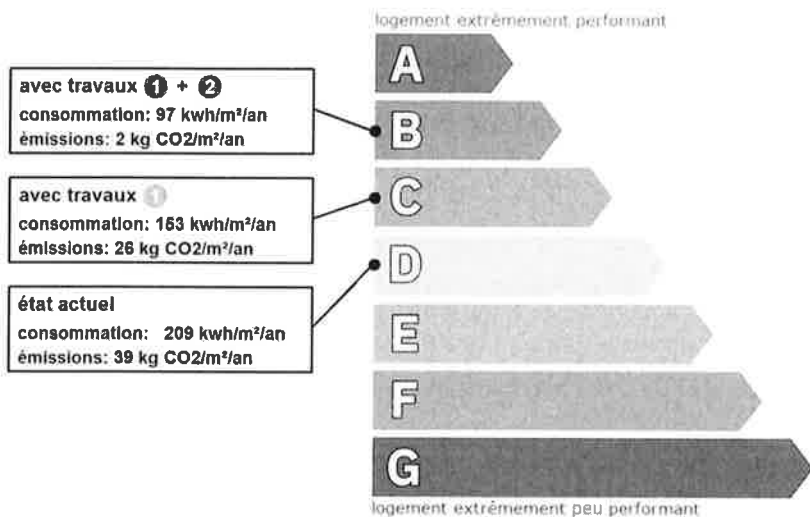 logement extrêmement performant
A
avec travaux 1 + 2
consommation: 97 kwh/m²/an
émissions: 2 kg CO2/m²/an
B
avec travaux 1
consommation: 153 kwh/m²/an
émissions: 26 kg CO2/m²/an
C
D
état actuel
consommation: 209 kwh/m²/an
émissions: 39 kg CO2/m²/an
E
F
G
logement extrêmement peu performant